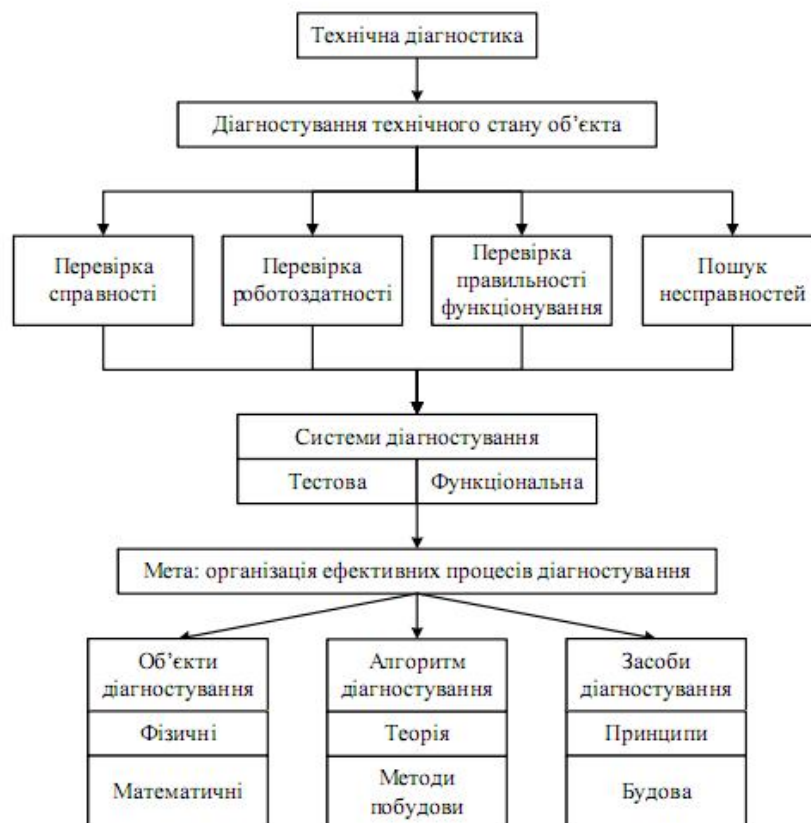 Технічна діагностика
Діагностування технічного стану об’єкта
Перевірка
справності
Перевірка
роботоздатності
Перевірка
правильності
функціонування
Пошук
несправностей
Системи діагностування
Тестова
Функціональна
Мета: організація ефективних процесів діагностування
Об’єкти
діагностування
Фізичні
Математичні
Алгоритм
діагностування
Теорія
Методи
побудови
Засоби
діагностування
Принципи
Будова